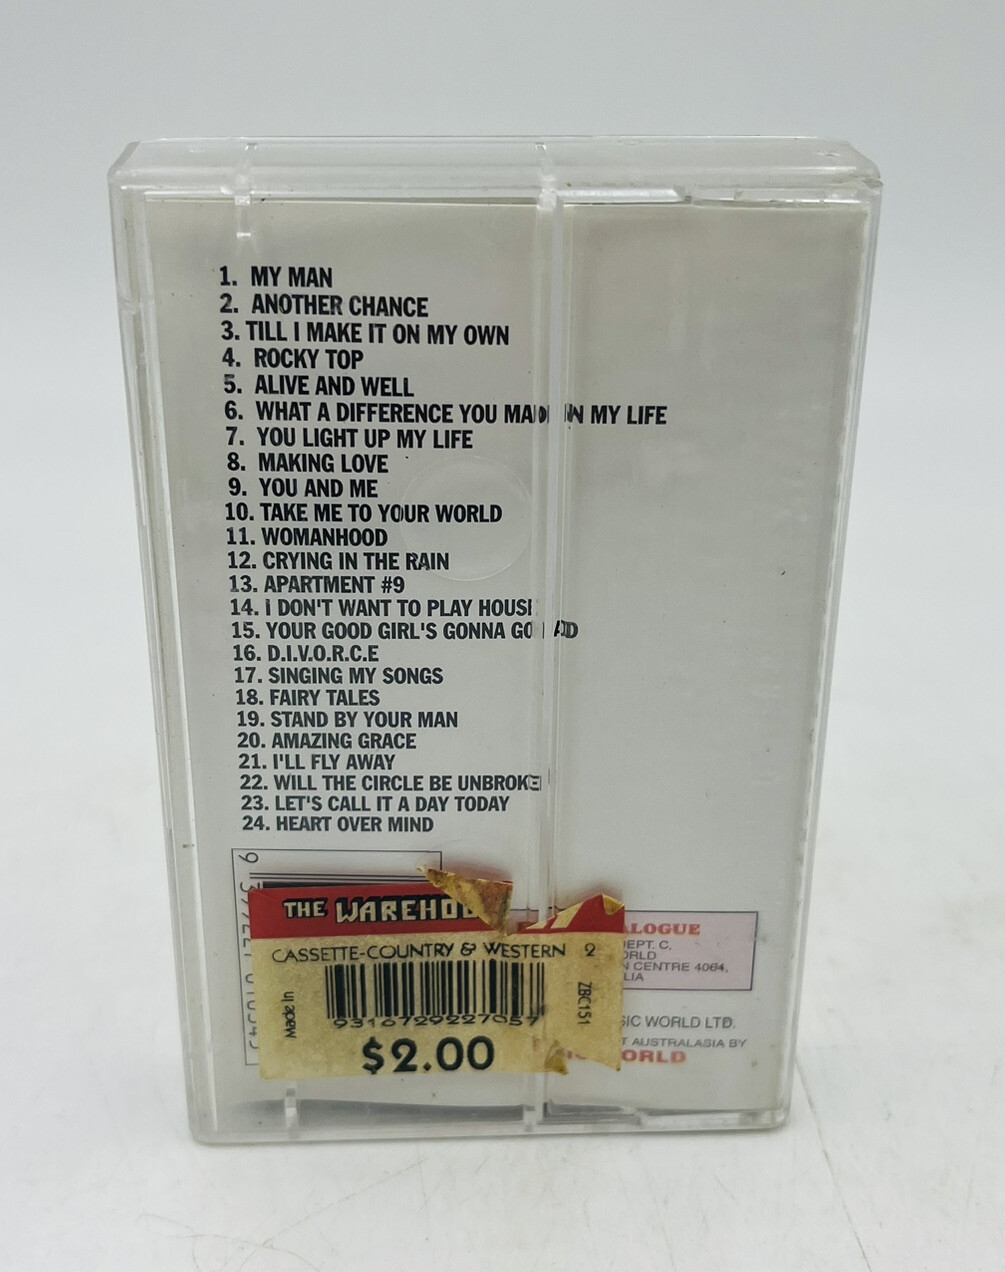 1. MY MAN
2. ANOTHER CHANCE
3. TILL I MAKE IT ON MY OWN
4. ROCKY TOP
5. ALIVE AND WELL
6. WHAT A DIFFERENCE YOU MADE IN MY LIFE
7. YOU LIGHT UP MY LIFE
8. MAKING LOVE
9. YOU AND ME
10. TAKE ME TO YOUR WORLD
11. WOMANHOOD
12. CRYING IN THE RAIN
13. APARTMENT #9
14. I DON'T WANT TO PLAY HOUSE
15. YOUR GOOD GIRL'S GONNA GO BAD
16. D.I.V.O.R.C.E
17. SINGING MY SONGS
18. FAIRY TALES
19. STAND BY YOUR MAN
20. AMAZING GRACE
21. I'LL FLY AWAY
22. WILL THE CIRCLE BE UNBROKEN
23. LET'S CALL IT A DAY TODAY
24. HEART OVER MIND
THE WAREHOU
CASSETTE-COUNTRY & WESTERN 2
Made In
ZBC151
9316729227057
$2.00
ALOGUE
DEPT. C.
ORLD
N CENTRE 4064,
LIA
SIC WORLD LTD.
T AUSTRALASIA BY
ORLD